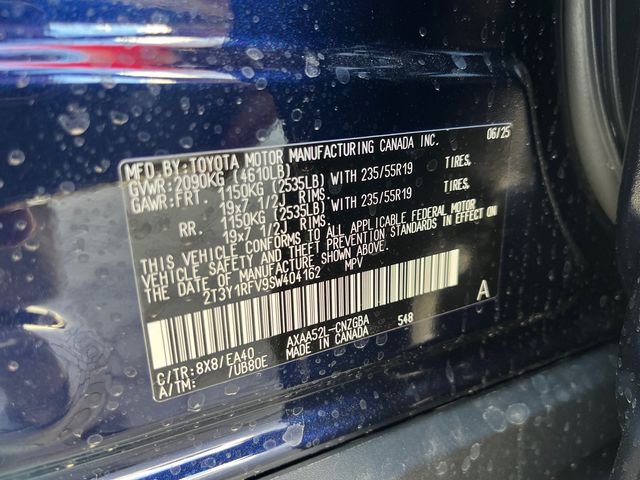 MFD. BY: TOYOTA MOTOR MANUFACTURING CANADA INC. 06/25
GVWR: 2090KG (4610LB)
GAWR: FRT. 1150KG (2535LB) WITH 235/55R19 TIRES,
19x7 1/2J RIMS
RR. 1150KG (2535LB) WITH 235/55R19 TIRES,
19x7 1/2J RIMS
THIS VEHICLE CONFORMS TO ALL APPLICABLE FEDERAL MOTOR
VEHICLE SAFETY AND THEFT PREVENTION STANDARDS IN EFFECT ON
THE DATE OF MANUFACTURE SHOWN ABOVE.
2T3Y1RFV9SW404162 MPV
A
C/TR: 8X8/EA40 AXAA52L-CNZGBA 548
A/TM: /UB80E MADE IN CANADA